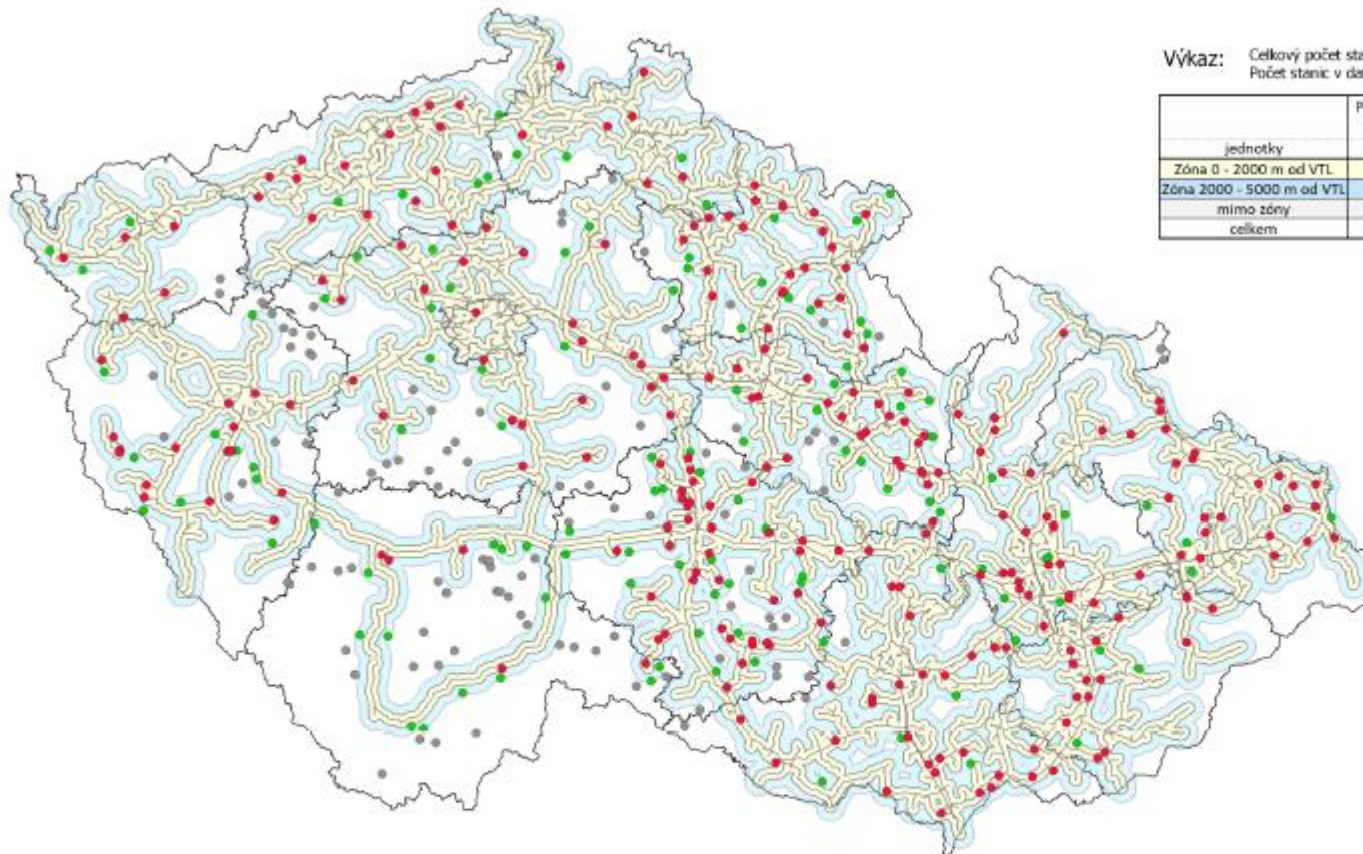 Výkaz:
Celkový počet sta
Počet stanic v da
P
jednotky
Zóna 0 - 2000 m od VTL
Zóna 2000 - 5000 m od VTL
mimo zóny
celkem